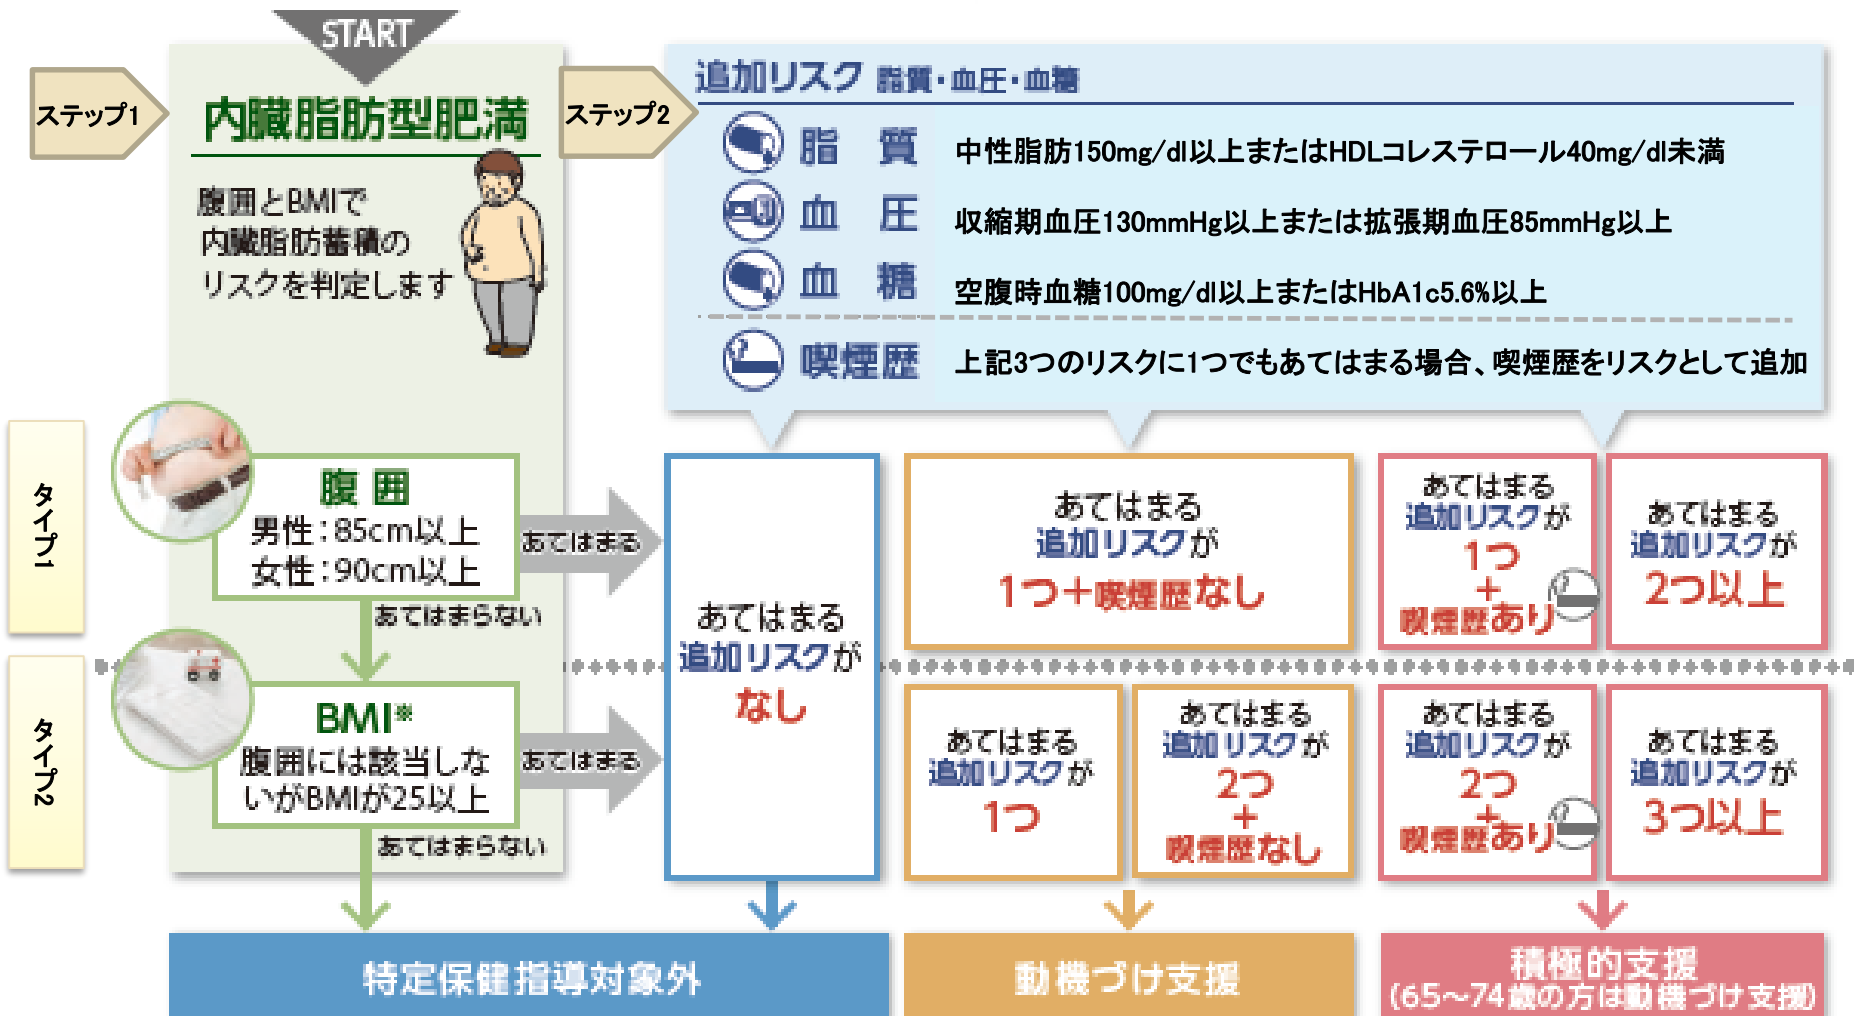 START
ステップ1
内臓脂肪型肥満
腹囲とBMIで
内臓脂肪蓄積の
リスクを判定します
ステップ2
追加リスク 脂質・血圧・血糖
脂 質 中性脂肪150mg/dl以上またはHDLコレステロール40mg/dl未満
血 圧 収縮期血圧130mmHg以上または拡張期血圧85mmHg以上
血 糖 空腹時血糖100mg/dl以上またはHbA1c5.6%以上
喫煙歴 上記3つのリスクに1つでもあてはまる場合、喫煙歴をリスクとして追加
タイプ1
腹 囲
男性：85cm以上
女性：90cm以上
あてはまる
あてはまらない
あてはまる
追加リスクが
なし
あてはまる
追加リスクが
1つ＋喫煙歴なし
あてはまる
追加リスクが
1つ
+
喫煙歴あり
あてはまる
追加リスクが
2つ以上
タイプ2
BMI※
腹囲には該当しな
いがBMIが25以上
あてはまる
あてはまらない
あてはまる
追加リスクが
1つ
あてはまる
追加リスクが
2つ
+
喫煙歴なし
あてはまる
追加リスクが
2つ
+
喫煙歴あり
あてはまる
追加リスクが
3つ以上
特定保健指導対象外
動機づけ支援
積極的支援
(65〜74歳の方は動機づけ支援)